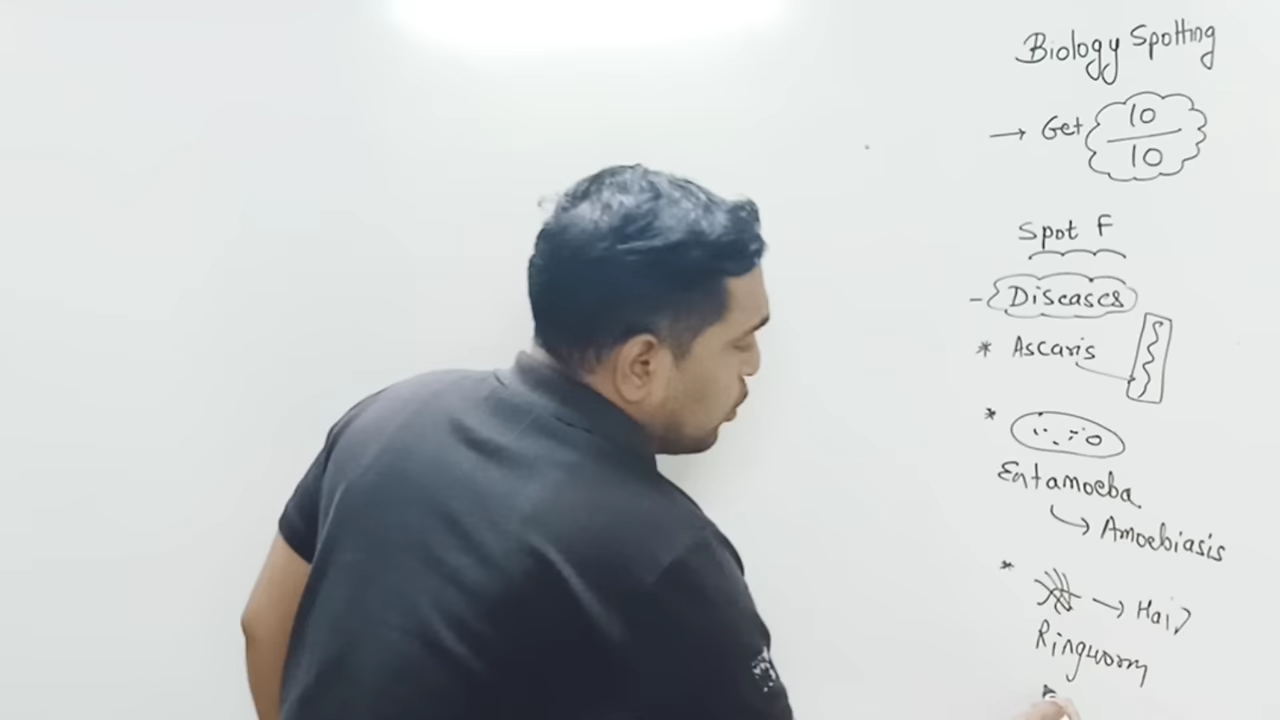 Biology Spotting
→ Get 10/10
Spot F
- Diseases
* Ascaris
*
Entamoeba
↳ Amoebiasis
* → Hair
Ringworm